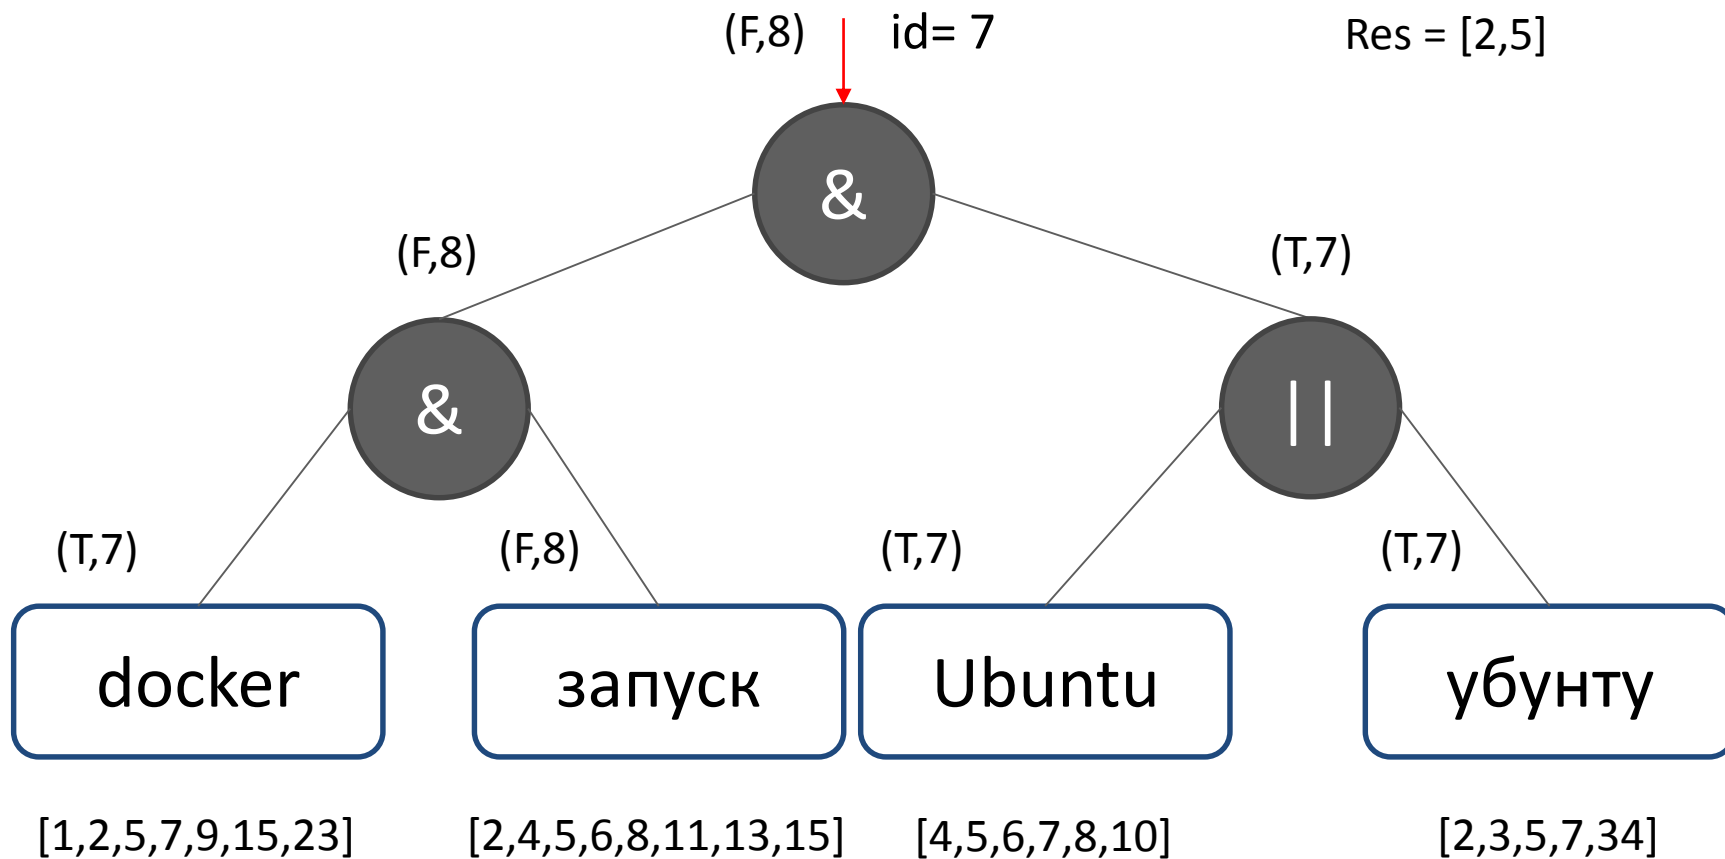 (F,8) id= 7 Res = [2,5]
&
(F,8) (T,7)
& ||
(T,7) (F,8) (T,7) (T,7)
docker запуск Ubuntu убунту
[1,2,5,7,9,15,23] [2,4,5,6,8,11,13,15] [4,5,6,7,8,10] [2,3,5,7,34]